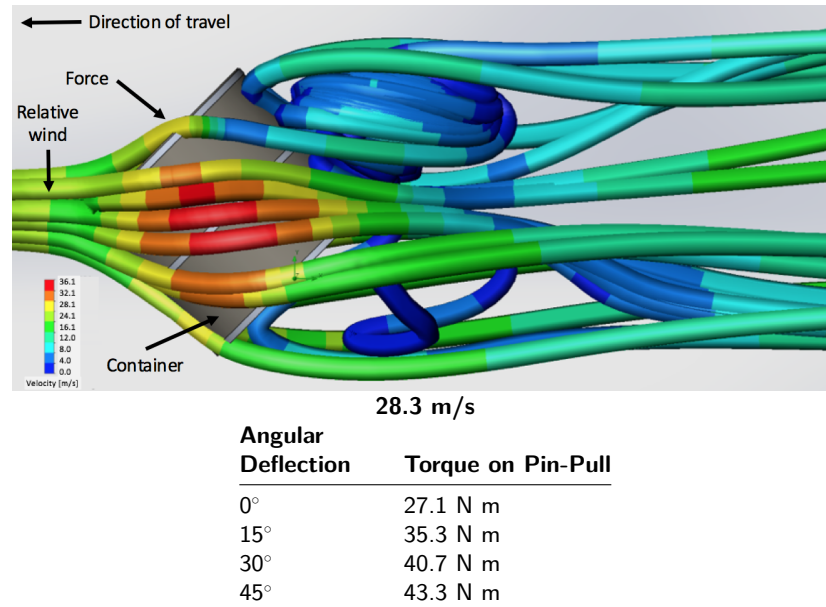 Direction of travel
Force
Relative
wind
36.1
32.1
28.1
24.1
20.1
16.1
12.0
8.0
4.0
0.0
Velocity [m/s]
Container
28.3 m/s
Angular
Deflection Torque on Pin-Pull
0° 27.1 N m
15° 35.3 N m
30° 40.7 N m
45° 43.3 N m